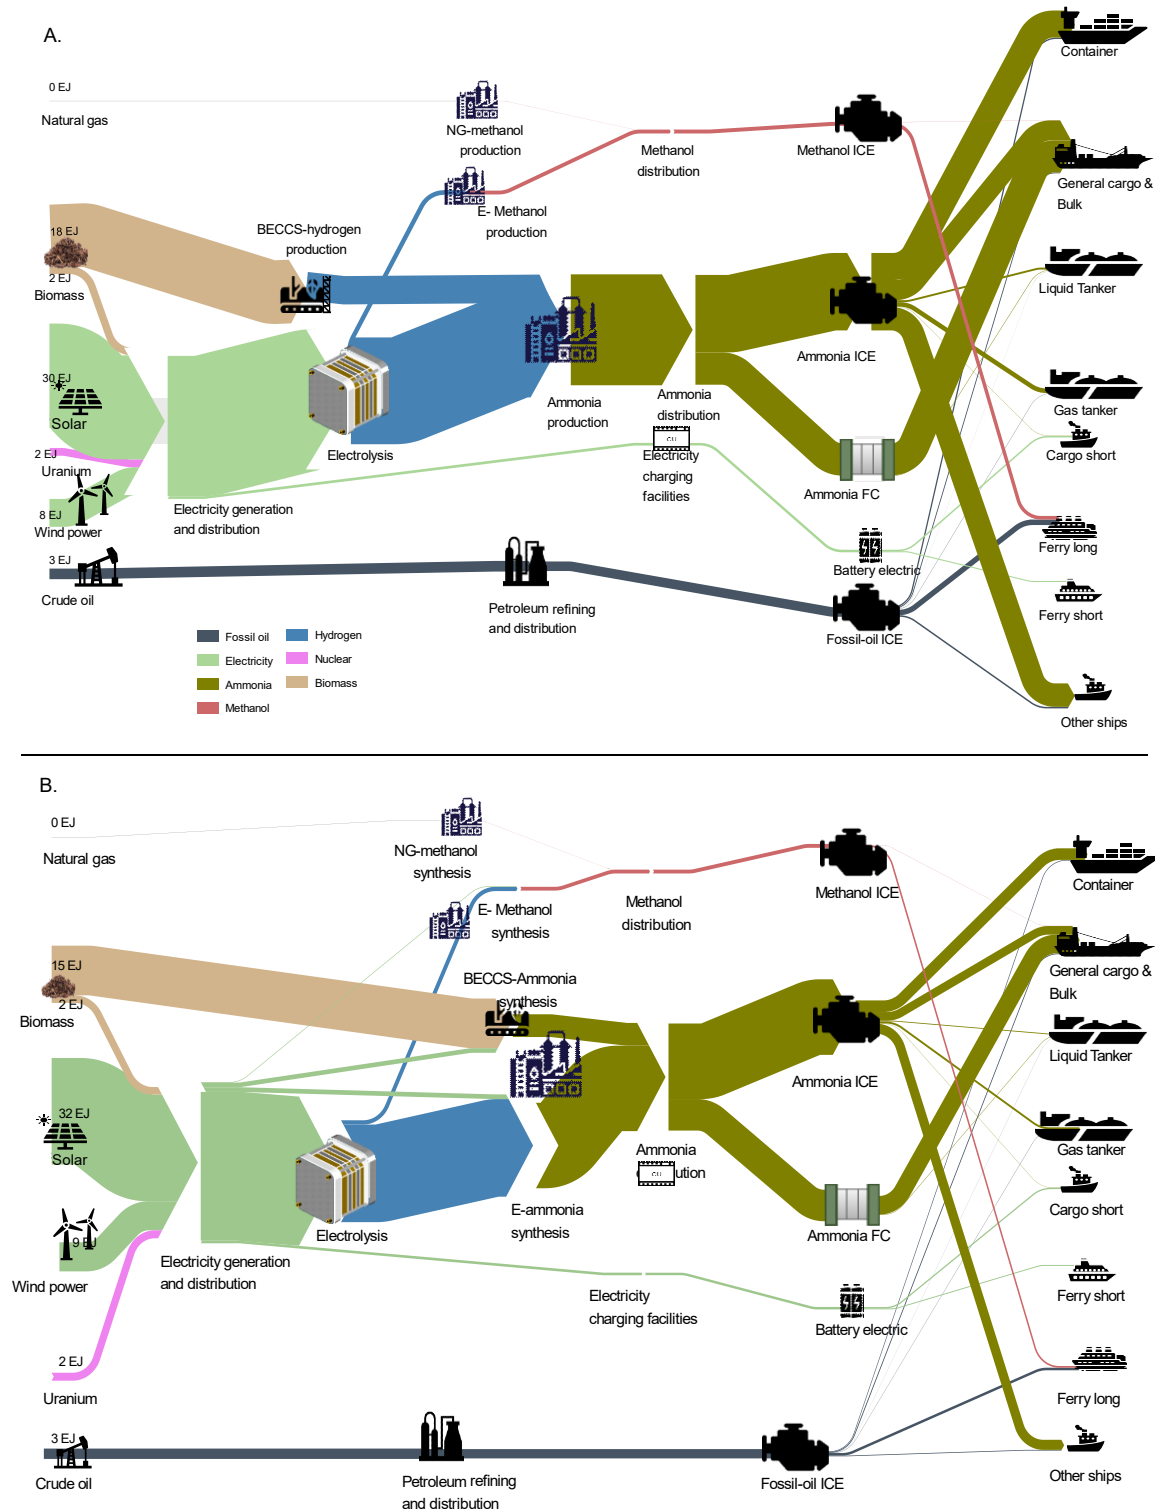 A.
0 EJ
Natural gas
NG-methanol
production
Methanol
distribution
Methanol ICE
Container
General cargo &
Bulk
E- Methanol
production
BECCS-hydrogen
production
18 EJ
2 EJ
Biomass
Liquid Tanker
Ammonia ICE
30 EJ
Solar
Ammonia
production
Ammonia
distribution
Gas tanker
2 EJ
Uranium
Electrolysis
CU
Electricity
charging
facilities
Cargo short
Ammonia FC
8 EJ
Wind power
Electricity generation
and distribution
3 EJ
Crude oil
Battery electric
Ferry long
Petroleum refining
and distribution
Fossil-oil ICE
Ferry short
Fossil oil
Hydrogen
Electricity
Nuclear
Ammonia
Biomass
Methanol
Other ships
B.
0 EJ
Natural gas
NG-methanol
synthesis
Methanol
distribution
Methanol ICE
Container
E- Methanol
synthesis
General cargo &
Bulk
15 EJ
2 EJ
Biomass
BECCS-Ammonia
synthesis
Liquid Tanker
Ammonia ICE
32 EJ
Solar
Ammonia
ution
CU
Gas tanker
E-ammonia
synthesis
Electrolysis
Ammonia FC
Cargo short
9 EJ
Wind power
Electricity generation
and distribution
Electricity
charging facilities
Battery electric
Ferry short
2 EJ
Uranium
Ferry long
3 EJ
Crude oil
Petroleum refining
and distribution
Fossil-oil ICE
Other ships